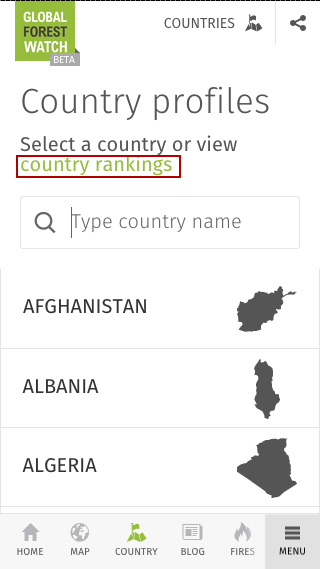 GLOBAL
FOREST
WATCH
BETA
COUNTRIES
Country profiles
Select a country or view
country rankings
Type country name
AFGHANISTAN
ALBANIA
ALGERIA
HOME MAP COUNTRY BLOG FIRES MENU